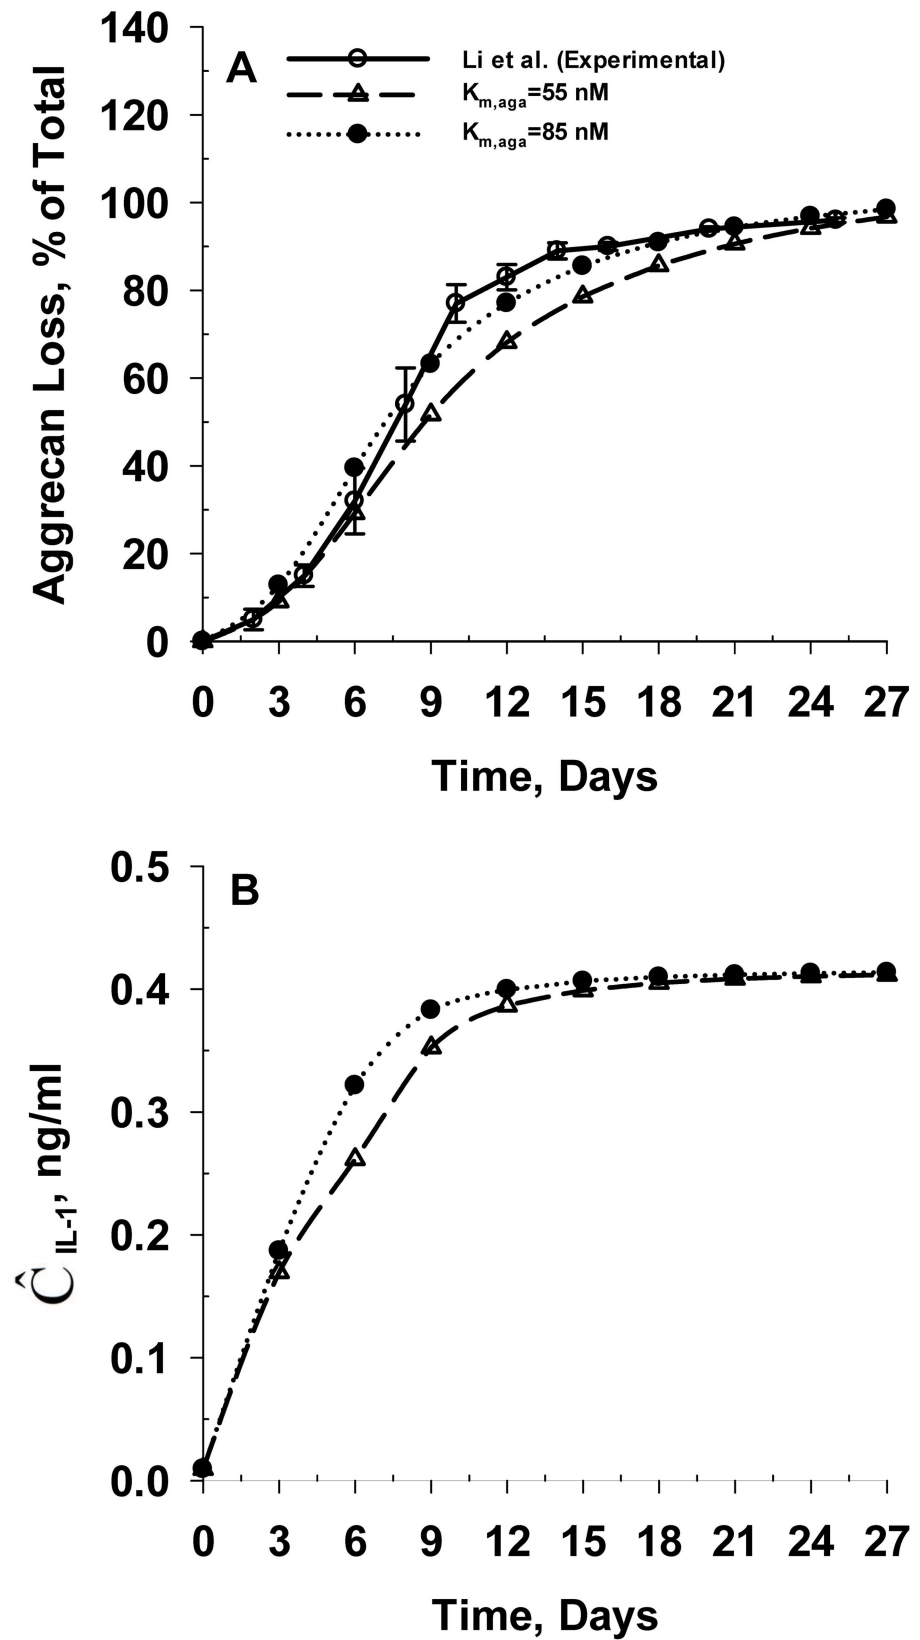 140
120
100
80
60
40
20
0
Aggrecan Loss, % of Total
A
Li et al. (Experimental)
Km,aga=55 nM
Km,aga=85 nM
0 3 6 9 12 15 18 21 24 27
Time, Days
0.5
0.4
0.3
0.2
0.1
0.0
Ĉ IL-1, ng/ml
B
0 3 6 9 12 15 18 21 24 27
Time, Days